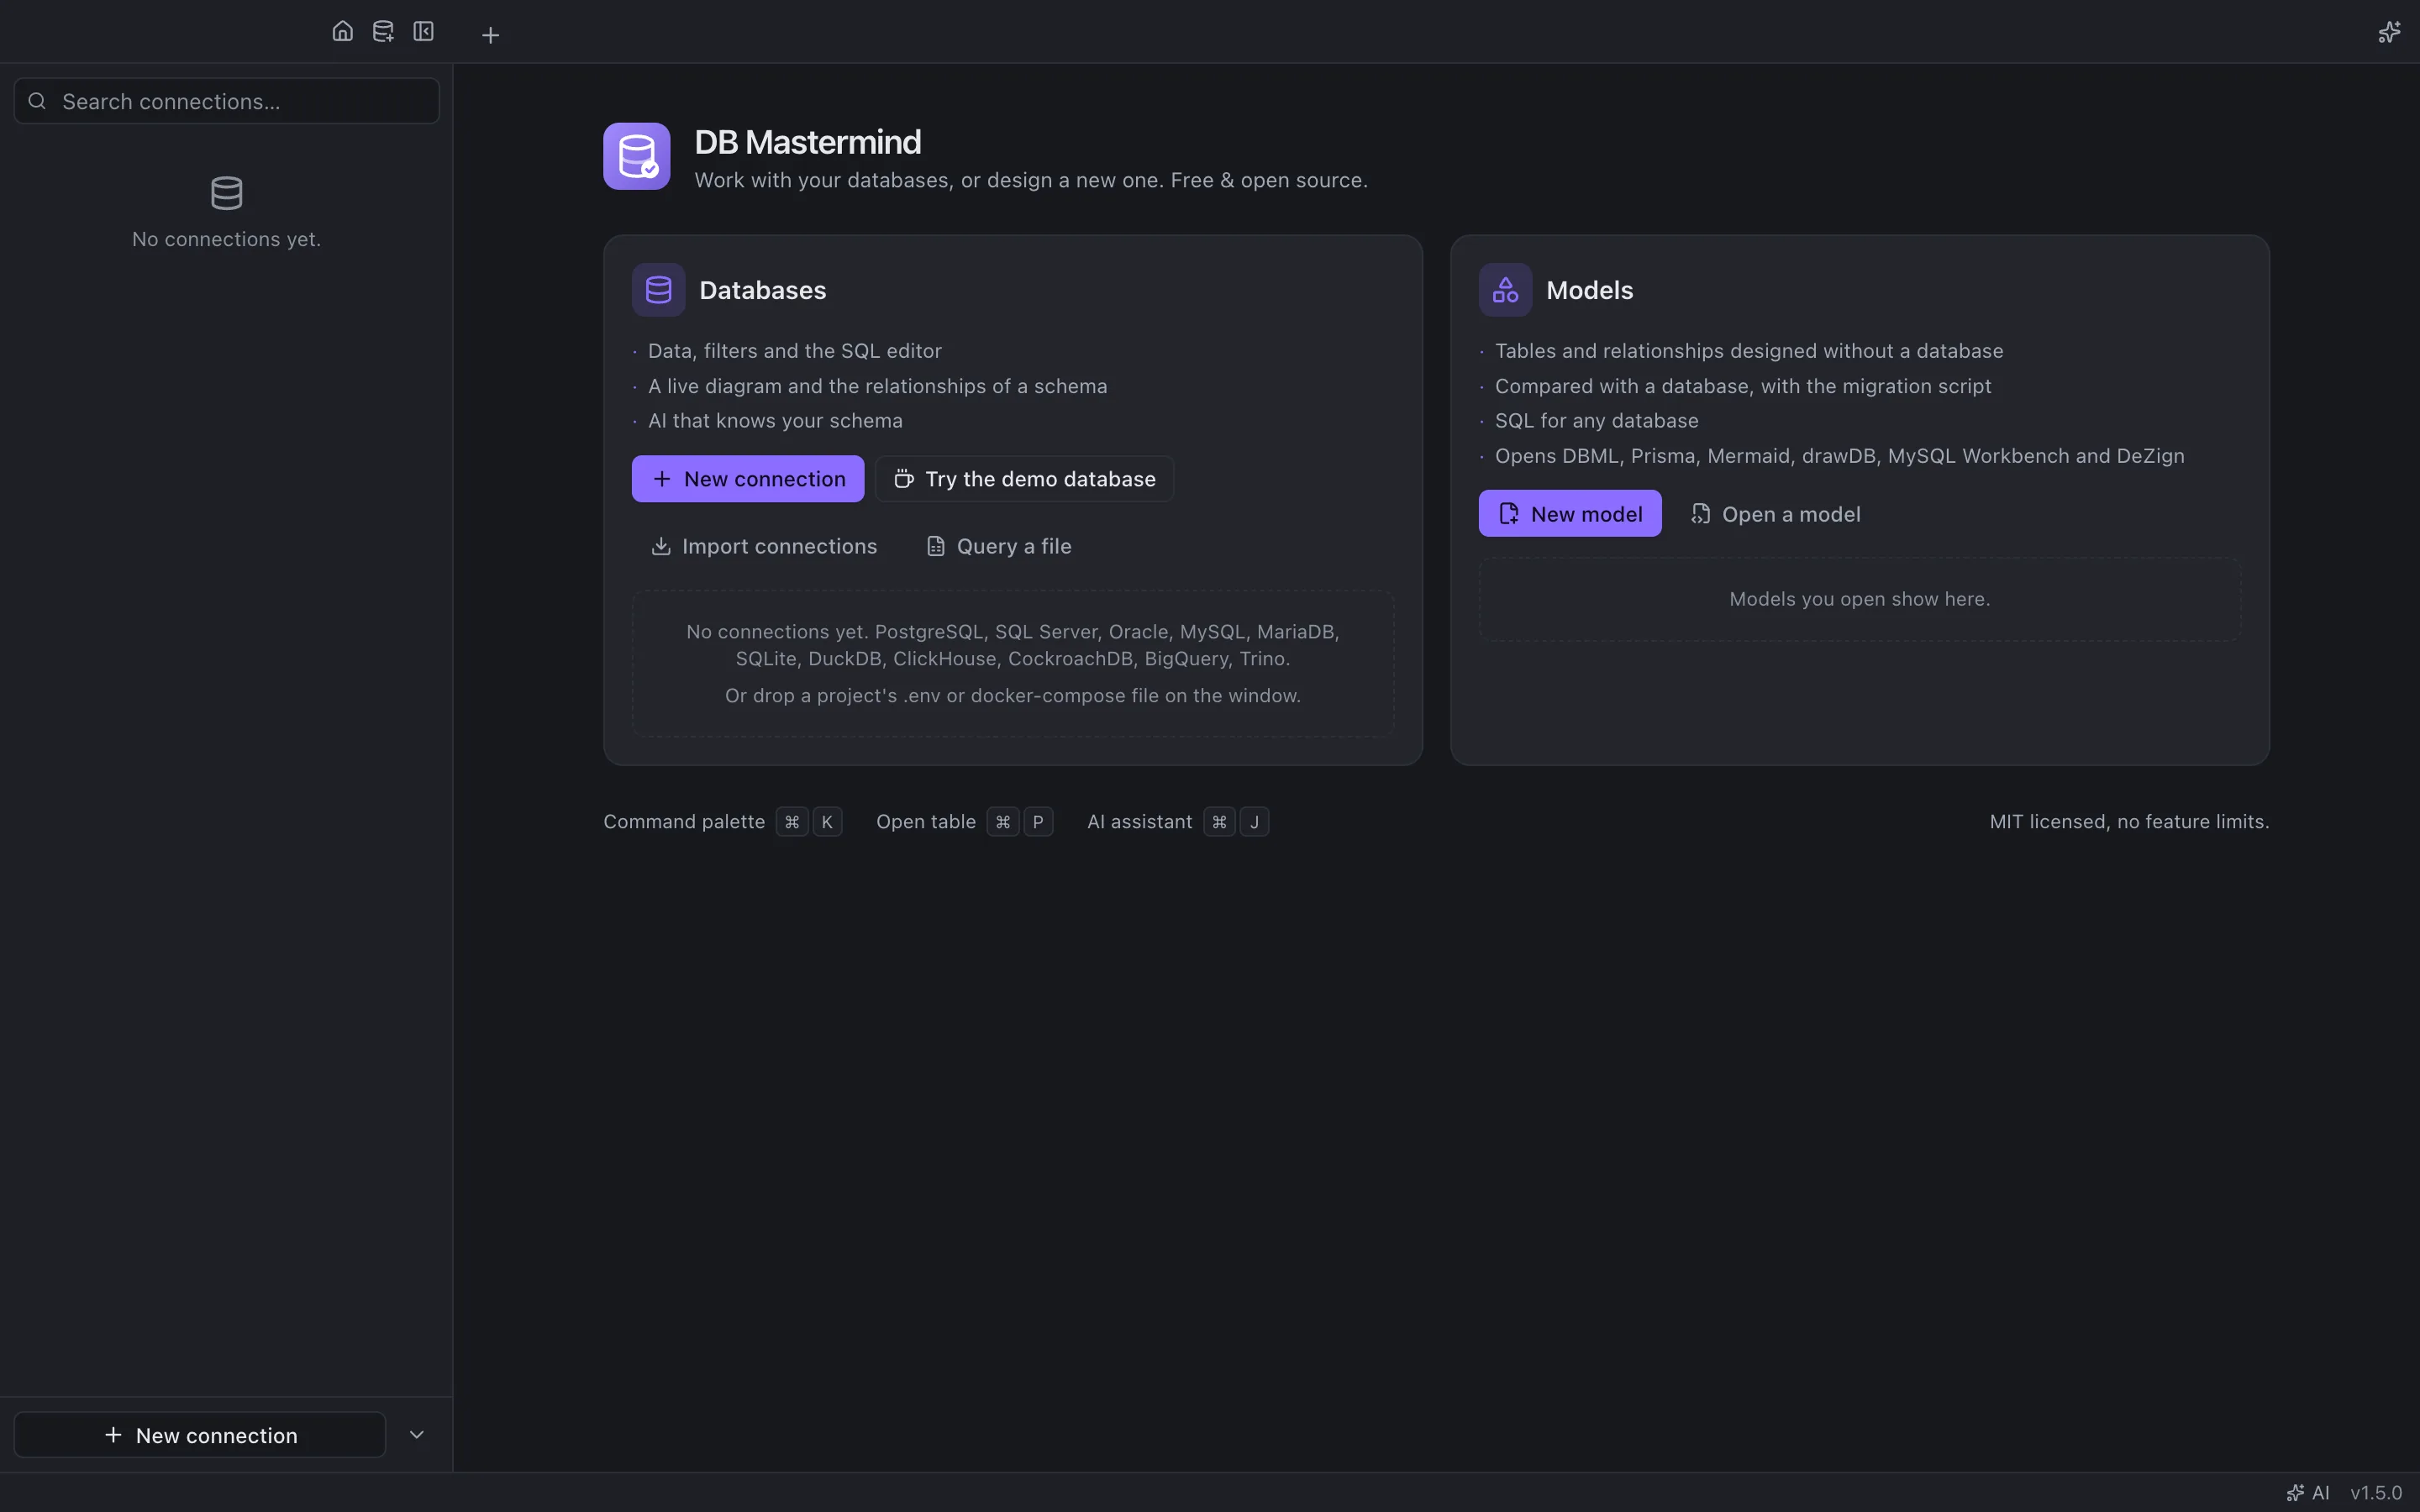 Search connections...
No connections yet.
DB Mastermind
Work with your databases, or design a new one. Free & open source.
Databases
· Data, filters and the SQL editor
· A live diagram and the relationships of a schema
· AI that knows your schema
New connection
Try the demo database
Import connections
Query a file
No connections yet. PostgreSQL, SQL Server, Oracle, MySQL, MariaDB,
SQLite, DuckDB, ClickHouse, CockroachDB, BigQuery, Trino.
Or drop a project's .env or docker-compose file on the window.
Models
· Tables and relationships designed without a database
· Compared with a database, with the migration script
· SQL for any database
· Opens DBML, Prisma, Mermaid, drawDB, MySQL Workbench and DeZign
New model
Open a model
Models you open show here.
Command palette ⌘ K
Open table ⌘ P
AI assistant ⌘ J
MIT licensed, no feature limits.
New connection
AI
v1.5.0